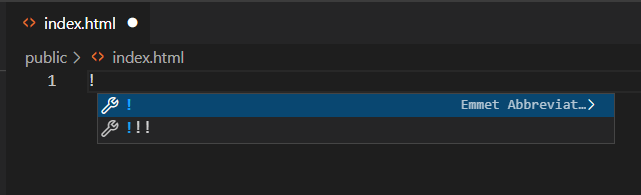 <> index.html
public > <> index.html
1 !
! Emmet Abbreviat…>
!!!